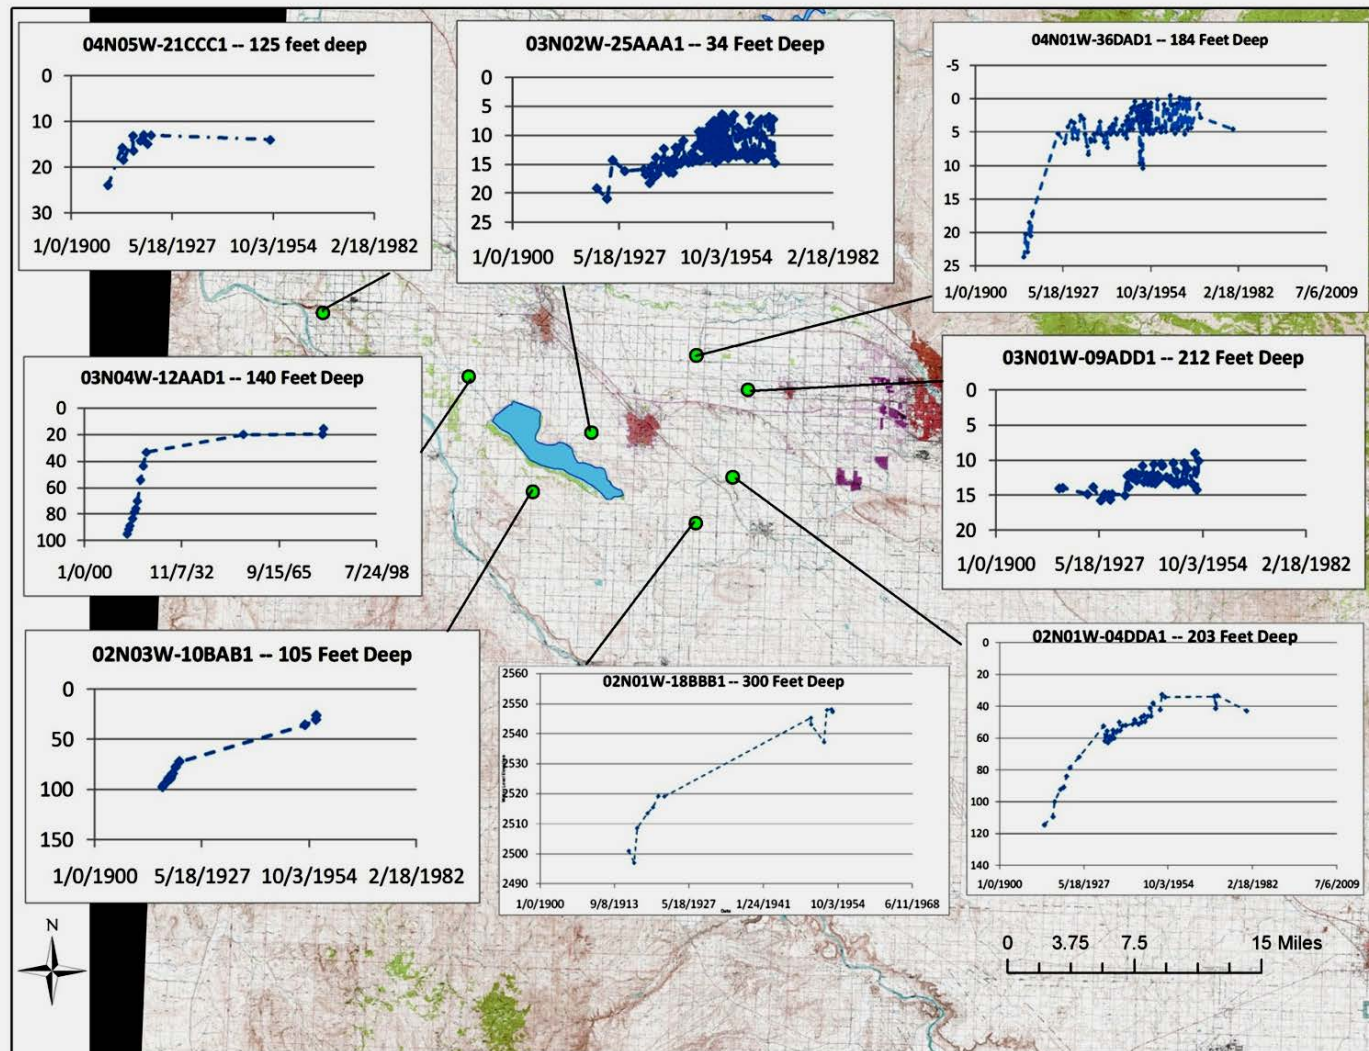 04N05W-21CCC1 -- 125 feet deep
0
10
20
30
1/0/1900 5/18/1927 10/3/1954 2/18/1982
03N02W-25AAA1 -- 34 Feet Deep
0
5
10
15
20
25
1/0/1900 5/18/1927 10/3/1954 2/18/1982
04N01W-36DAD1 -- 184 Feet Deep
-5
0
5
10
15
20
25
1/0/1900 5/18/1927 10/3/1954 2/18/1982 7/6/2009
03N04W-12AAD1 -- 140 Feet Deep
0
20
40
60
80
100
1/0/00 11/7/32 9/15/65 7/24/98
03N01W-09ADD1 -- 212 Feet Deep
0
5
10
15
20
1/0/1900 5/18/1927 10/3/1954 2/18/1982
02N03W-10BAB1 -- 105 Feet Deep
0
50
100
150
1/0/1900 5/18/1927 10/3/1954 2/18/1982
02N01W-18BBB1 -- 300 Feet Deep
2560
2550
2540
2530
2520
2510
2500
2490
1/0/1900 9/8/1913 5/18/1927 1/24/1941 10/3/1954 6/11/1968
Date
02N01W-04DDA1 -- 203 Feet Deep
0
20
40
60
80
100
120
140
1/0/1900 5/18/1927 10/3/1954 2/18/1982 7/6/2009
N
0 3.75 7.5 15 Miles